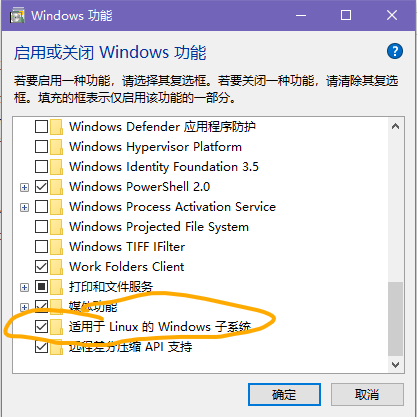 Windows 功能
启用或关闭 Windows 功能
若要启用一种功能，请选择其复选框。若要关闭一种功能，请清除其复选
框。填充的框表示仅启用该功能的一部分。
Windows Defender 应用程序防护
Windows Hypervisor Platform
Windows Identity Foundation 3.5
Windows PowerShell 2.0
Windows Process Activation Service
Windows Projected File System
Windows TIFF IFilter
Work Folders Client
打印和文件服务
媒体功能
适用于 Linux 的 Windows 子系统
远程差分压缩 API 支持
确定
取消